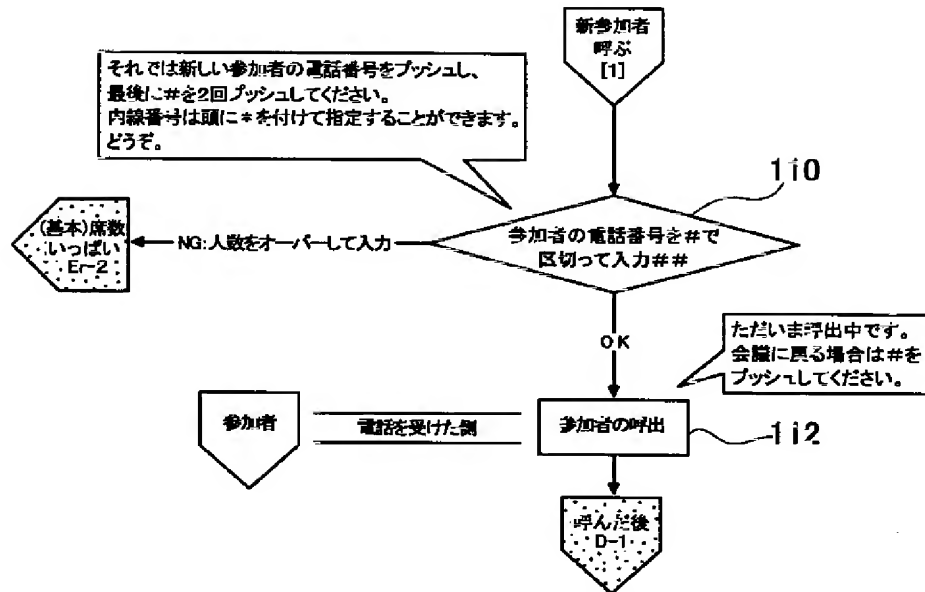 新参加者
呼ぶ
[1]
それでは新しい参加者の電話番号をプッシュし、
最後に#を2回プッシュしてください。
内線番号は頭に*を付けて指定することができます。
どうぞ。
110
参加者の電話番号を#で
区切って入力##
NG:人数をオーバーして入力
(基本)席数
いっぱい
Er-2
OK
ただいま呼出中です。
会議に戻る場合は#を
プッシュしてください。
参加者
電話を受けた側
参加者の呼出
112
呼んだ後
D-1